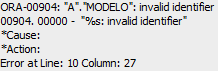 ORA-00904: "A"."MODELO": invalid identifier
00904. 00000 -  "%s: invalid identifier"
*Cause:
*Action:
Error at Line: 10 Column: 27